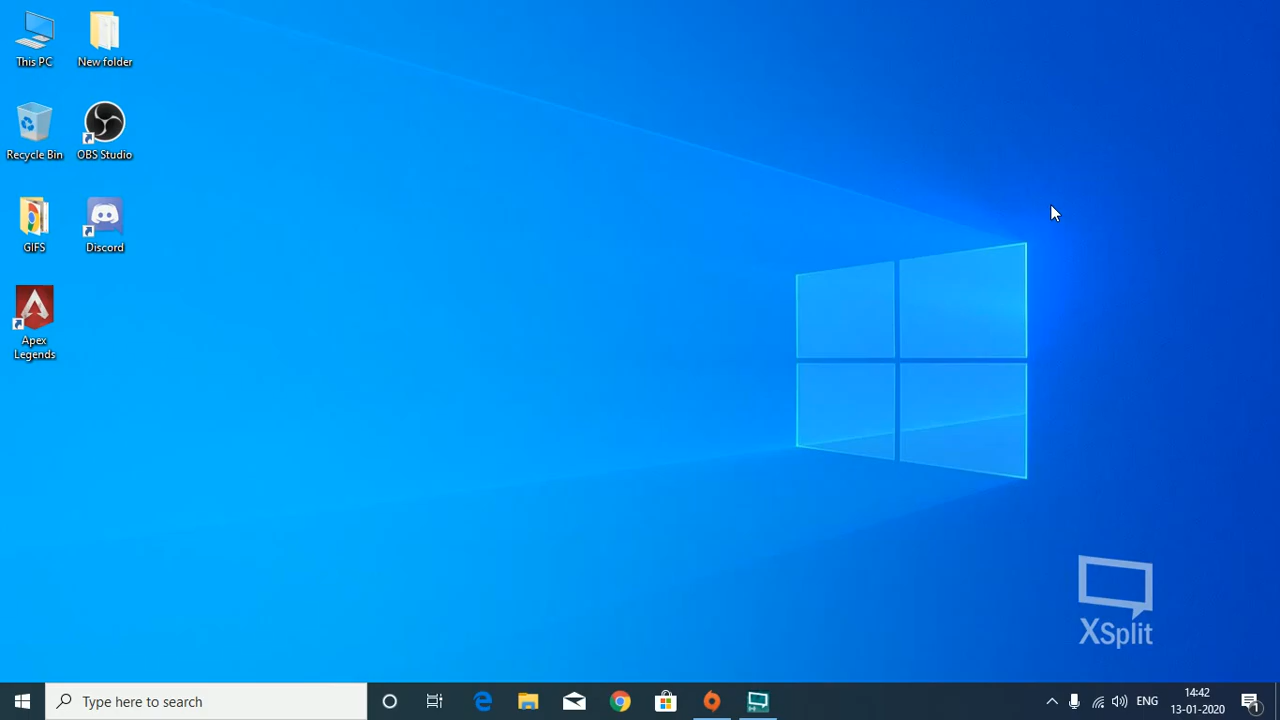 This PC
New folder
Recycle Bin
OBS Studio
GIFS
Discord
Apex
Legends
XSplit
Type here to search
ENG
14:42
13-01-2020
1